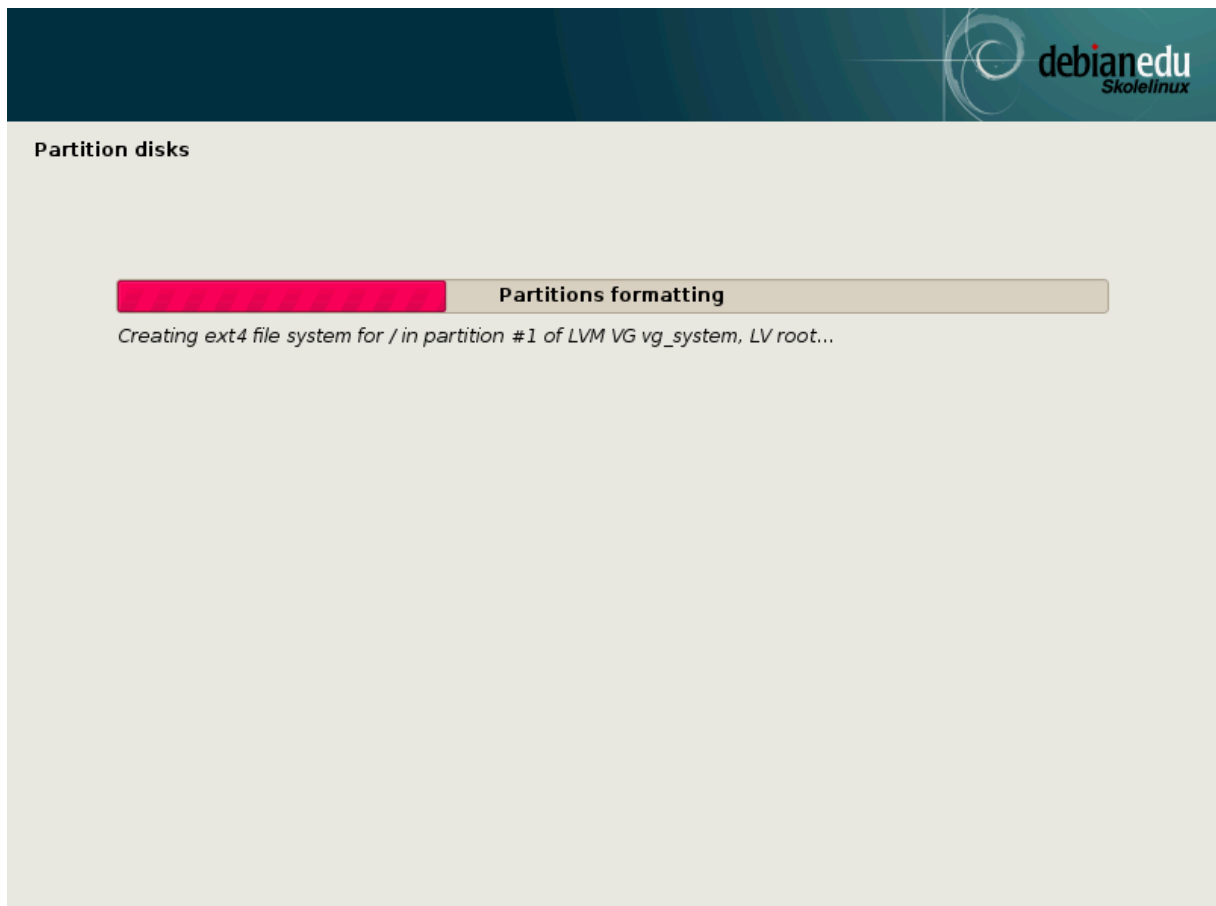 debianedu
Skolelinux
Partition disks
Partitions formatting
Creating ext4 file system for / in partition #1 of LVM VG vg_system, LV root...